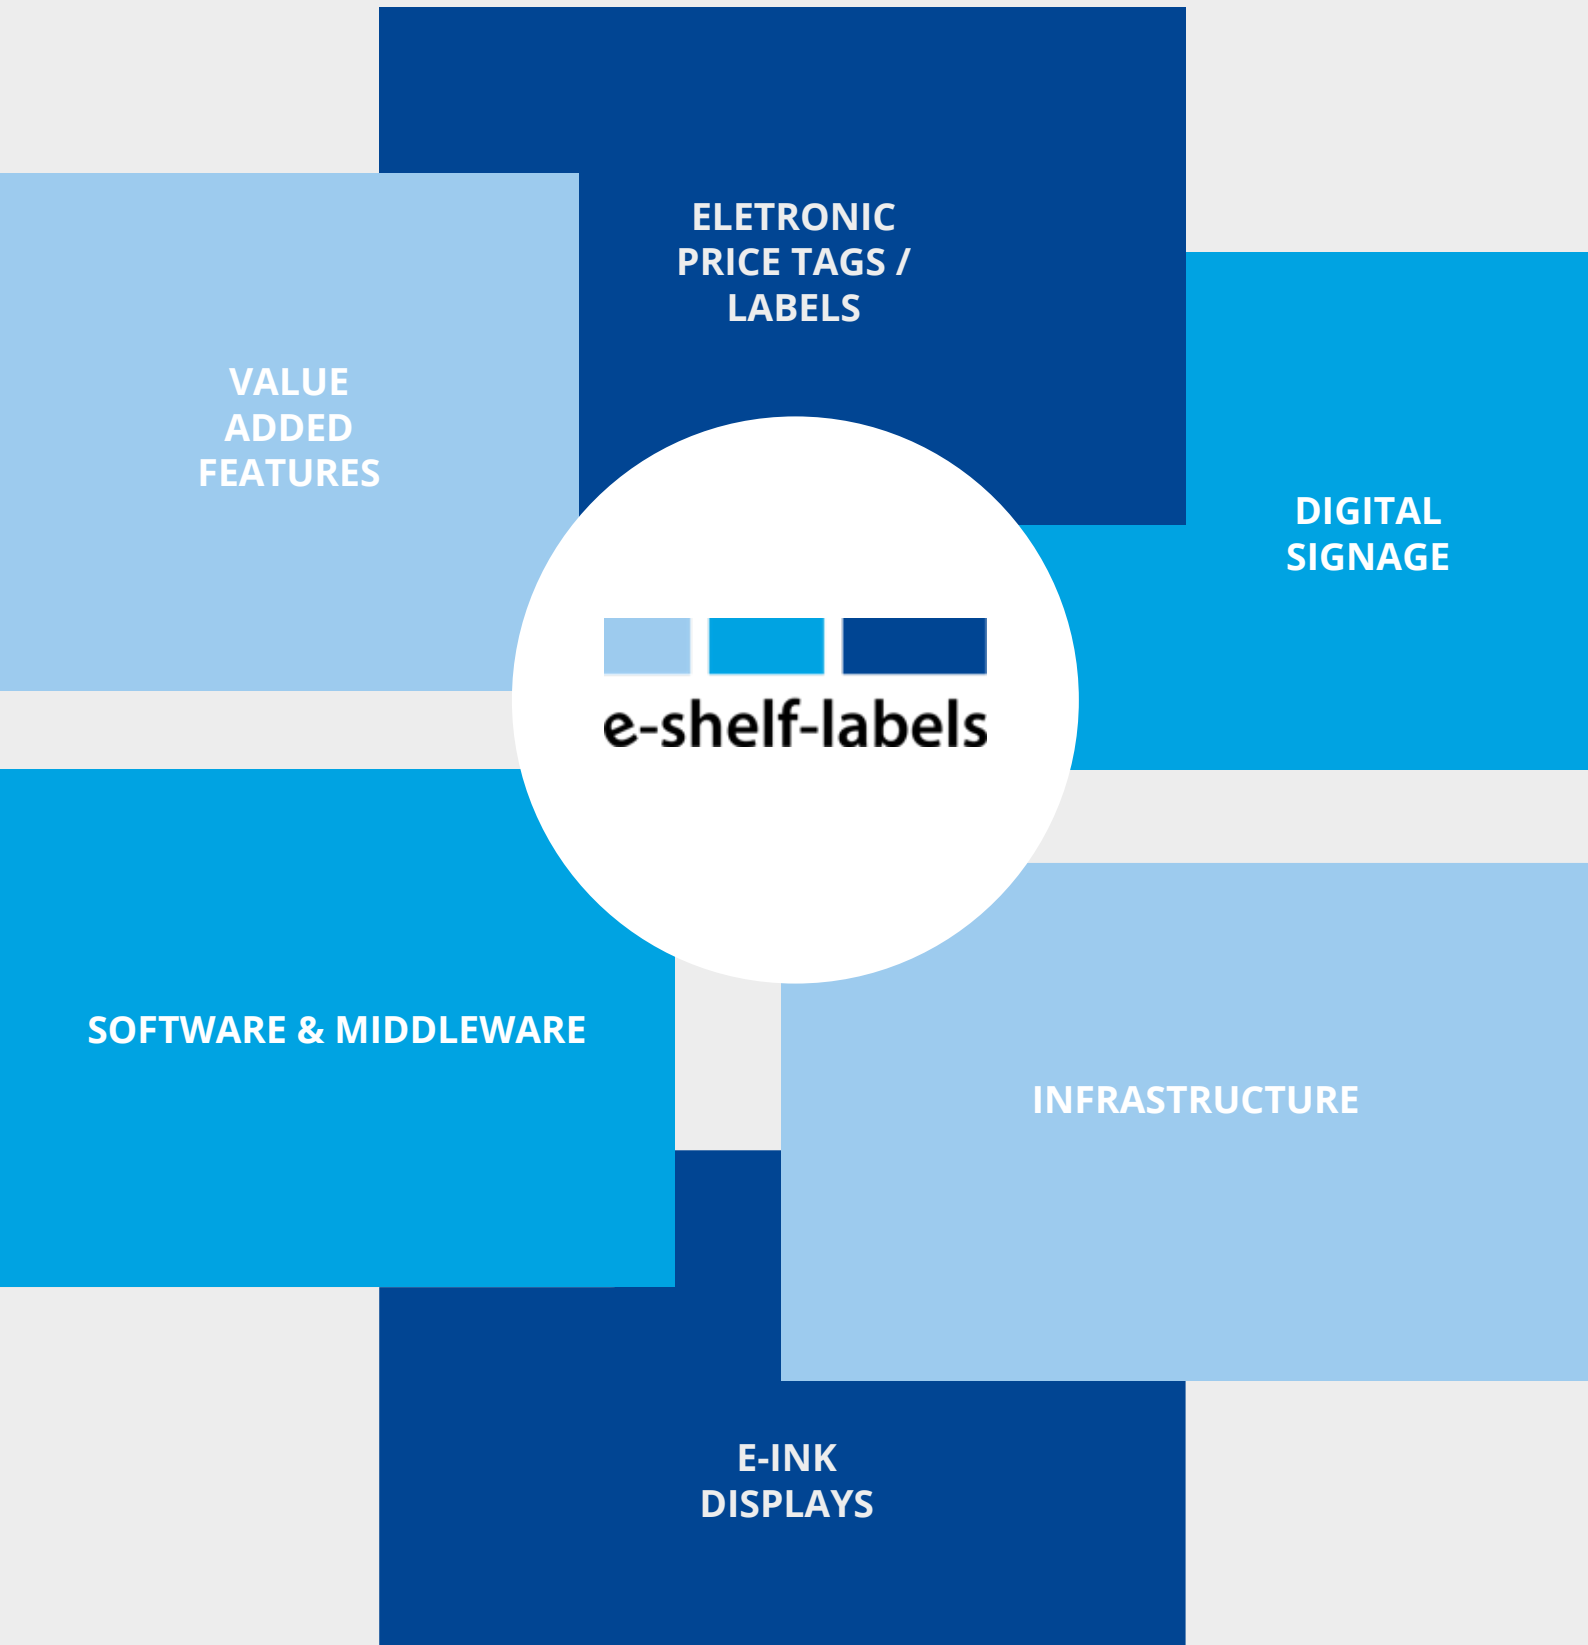 ELETRONIC
PRICE TAGS /
LABELS
VALUE
ADDED
FEATURES
DIGITAL
SIGNAGE
e-shelf-labels
SOFTWARE & MIDDLEWARE
INFRASTRUCTURE
E-INK
DISPLAYS